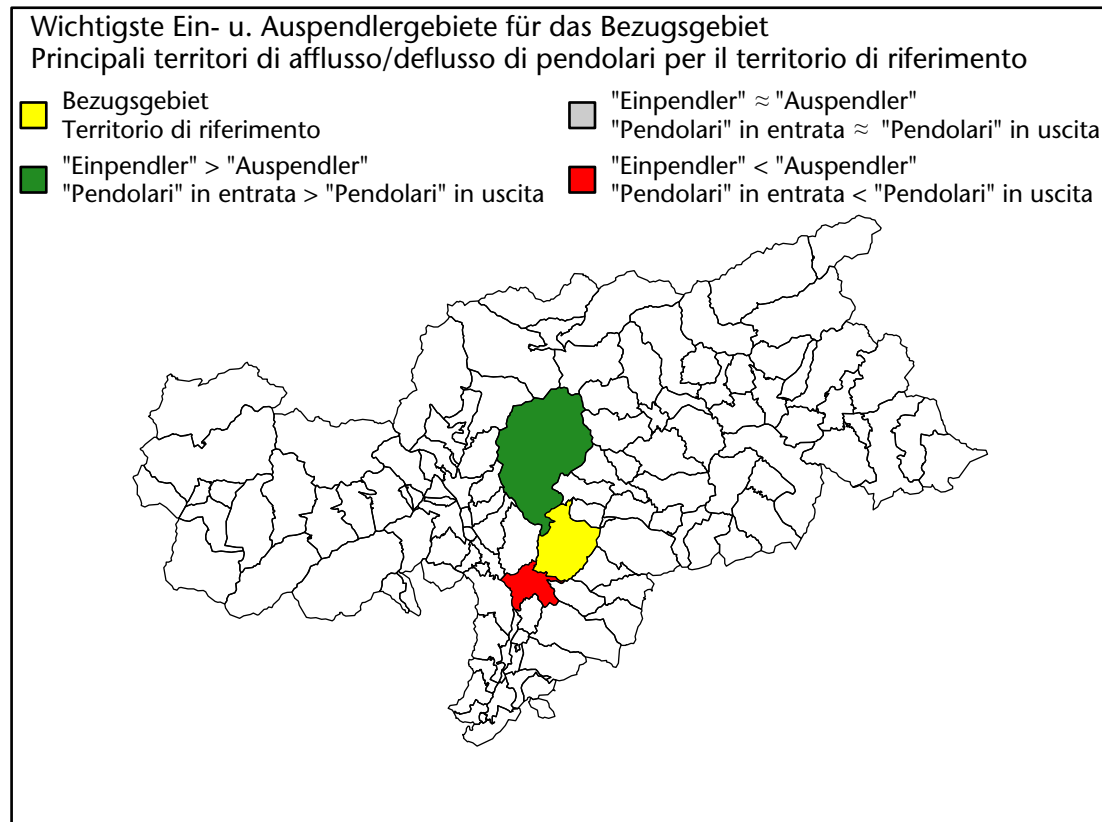 Wichtigste Ein- u. Auspendlergebiete für das Bezugsgebiet
Principali territori di afflusso/deflusso di pendolari per il territorio di riferimento
Bezugsgebiet
Territorio di riferimento
"Einpendler" > "Auspendler"
"Pendolari" in entrata > "Pendolari" in uscita
"Einpendler" ≈ "Auspendler"
"Pendolari" in entrata ≈ "Pendolari" in uscita
"Einpendler" < "Auspendler"
"Pendolari" in entrata < "Pendolari" in uscita